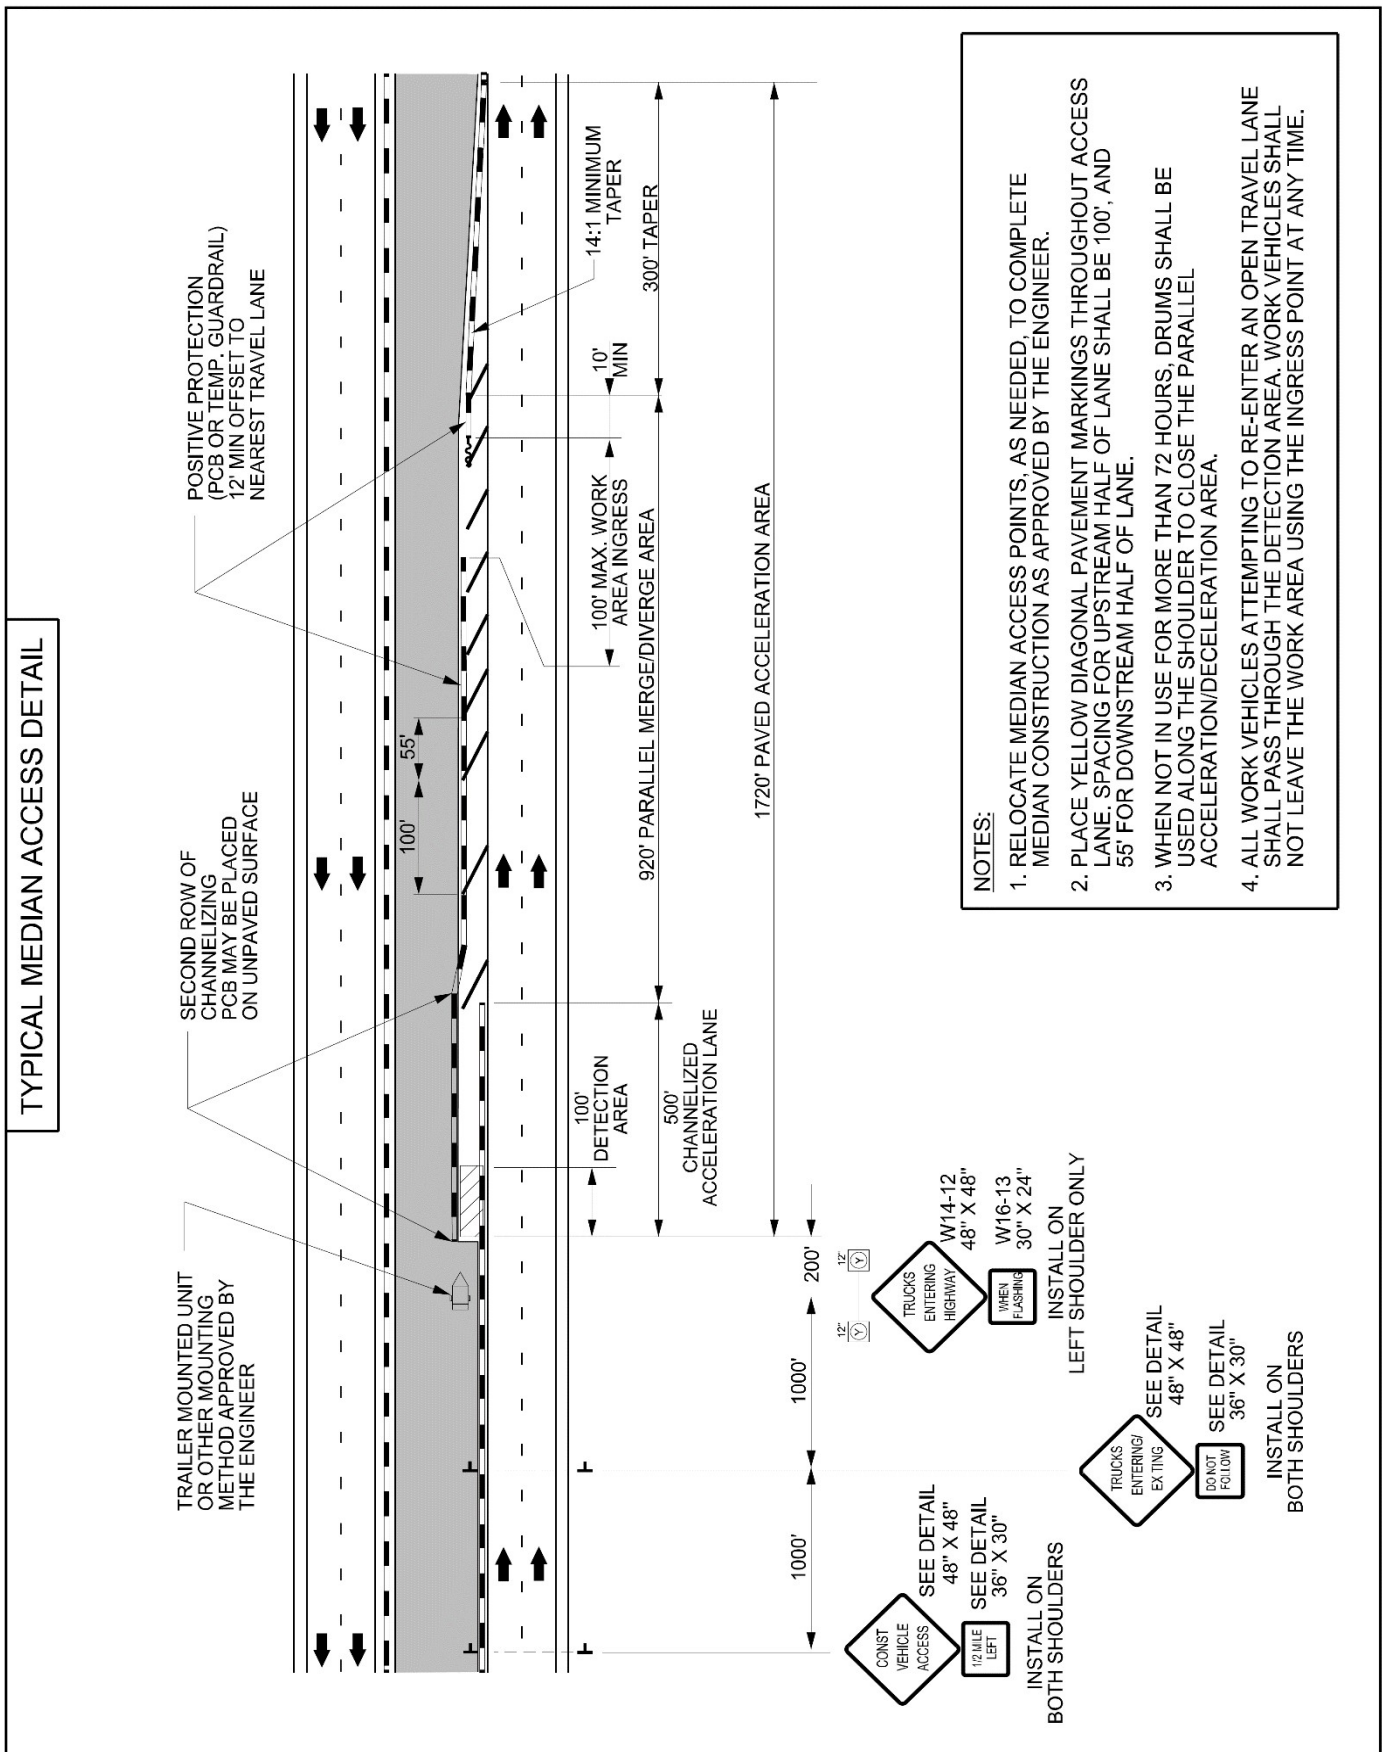 TYPICAL MEDIAN ACCESS DETAIL
TRAILER MOUNTED UNIT
OR OTHER MOUNTING
METHOD APPROVED BY
THE ENGINEER
SECOND ROW OF
CHANNELIZING
PCB MAY BE PLACED
ON UNPAVED SURFACE
POSITIVE PROTECTION
(PCB OR TEMP. GUARDRAIL)
12' MIN OFFSET TO
NEAREST TRAVEL LANE
100'
55'
14:1 MINIMUM
TAPER
100'
DETECTION
AREA
100' MAX. WORK
AREA INGRESS
10'
MIN
500'
CHANNELIZED
ACCELERATION LANE
920' PARALLEL MERGE/DIVERGE AREA
300' TAPER
1720' PAVED ACCELERATION AREA
1000'
1000'
200'
CONST
VEHICLE
ACCESS
1/2 MILE
LEFT
SEE DETAIL
48" X 48"
SEE DETAIL
36" X 30"
INSTALL ON
BOTH SHOULDERS
12"
Y
12"
Y
TRUCKS
ENTERING
HIGHWAY
WHEN
FLASHING
W14-12
48" X 48"
W16-13
30" X 24"
INSTALL ON
LEFT SHOULDER ONLY
TRUCKS
ENTERING/
EX TING
DO NOT
FOLLOW
SEE DETAIL
48" X 48"
SEE DETAIL
36" X 30"
INSTALL ON
BOTH SHOULDERS
NOTES:
1. RELOCATE MEDIAN ACCESS POINTS, AS NEEDED, TO COMPLETE
MEDIAN CONSTRUCTION AS APPROVED BY THE ENGINEER.
2. PLACE YELLOW DIAGONAL PAVEMENT MARKINGS THROUGHOUT ACCESS
LANE. SPACING FOR UPSTREAM HALF OF LANE SHALL BE 100', AND
55' FOR DOWNSTREAM HALF OF LANE.
3. WHEN NOT IN USE FOR MORE THAN 72 HOURS, DRUMS SHALL BE
USED ALONG THE SHOULDER TO CLOSE THE PARALLEL
ACCELERATION/DECELERATION AREA.
4. ALL WORK VEHICLES ATTEMPTING TO RE-ENTER AN OPEN TRAVEL LANE
SHALL PASS THROUGH THE DETECTION AREA. WORK VEHICLES SHALL
NOT LEAVE THE WORK AREA USING THE INGRESS POINT AT ANY TIME.